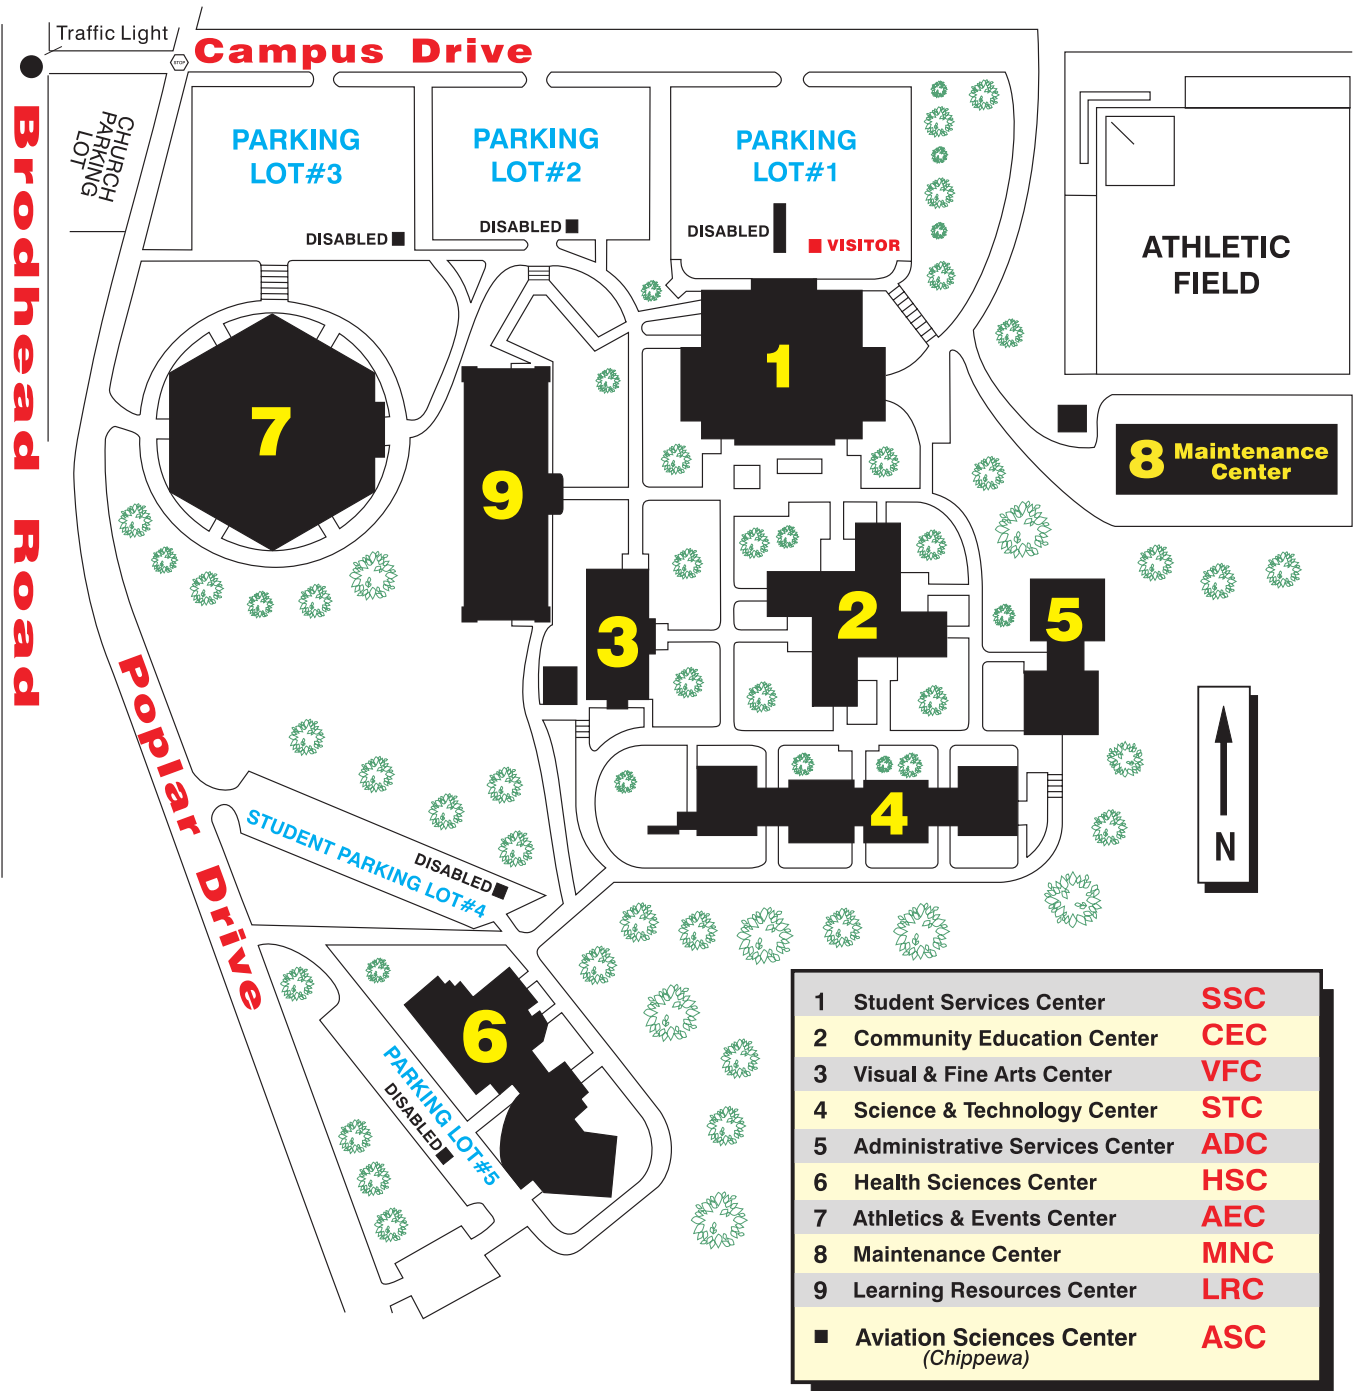 Traffic Light
STOP
Campus Drive
Brodhead Road
CHURCH
PARKING
LOT
PARKING
LOT#3
DISABLED
PARKING
LOT#2
DISABLED
PARKING
LOT#1
DISABLED
VISITOR
ATHLETIC
FIELD
1
7
9
8 Maintenance
Center
2
3
5
Poplar Drive
4
STUDENT PARKING LOT#4
DISABLED
N
6
PARKING LOT#5
DISABLED
1 Student Services Center SSC
2 Community Education Center CEC
3 Visual & Fine Arts Center VFC
4 Science & Technology Center STC
5 Administrative Services Center ADC
6 Health Sciences Center HSC
7 Athletics & Events Center AEC
8 Maintenance Center MNC
9 Learning Resources Center LRC
■ Aviation Sciences Center ASC
(Chippewa)